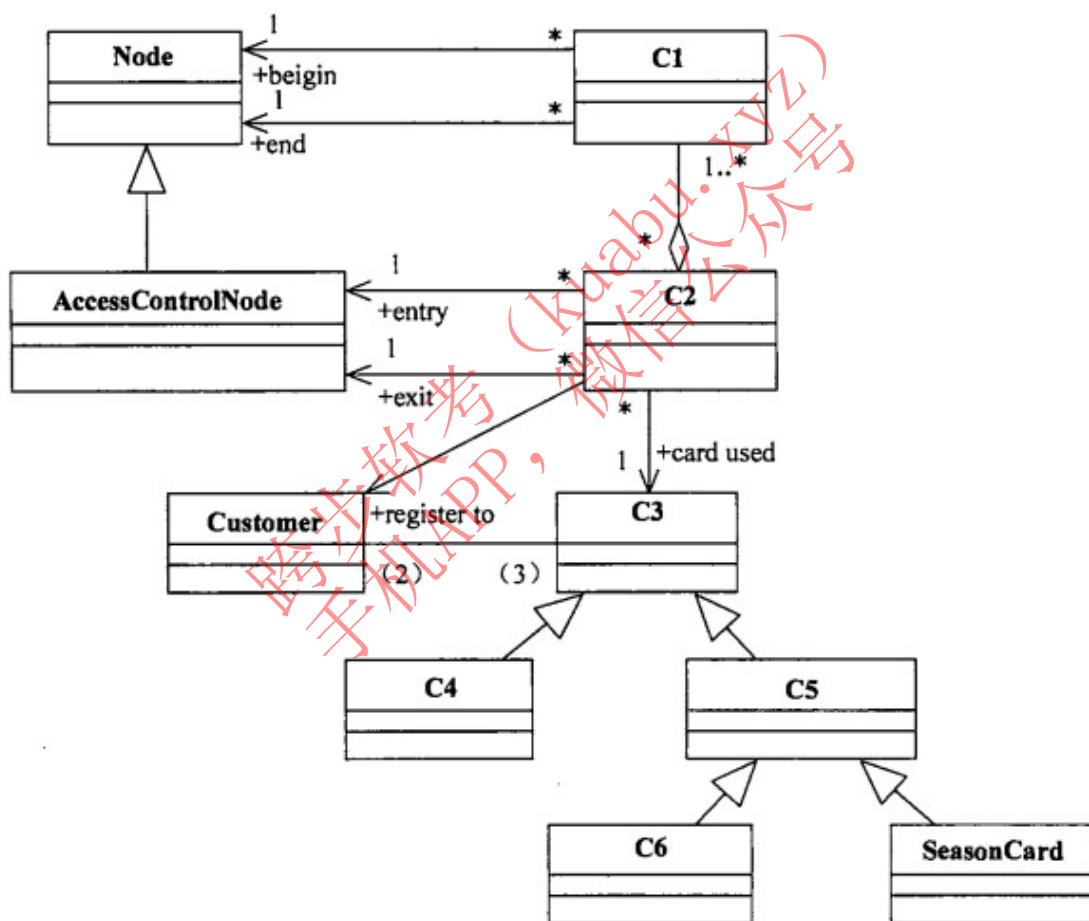 1
*
Node
C1
+beigin
1
*
+end
1..*
*
1
*
AccessControlNode
C2
+entry
1
*
+exit
*
1
+card used
Customer
+register to
C3
（2）
（3）
C4
C5
C6
SeasonCard
跨步软考（kuabu.xyz）
手机APP，微信公众号